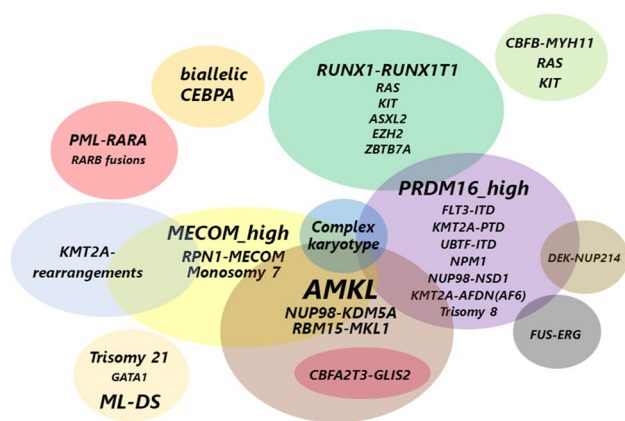 CBFB-MYH11
RAS
KIT
RUNX1-RUNX1T1
RAS
KIT
ASXL2
EZH2
ZBTB7A
biallelic
CEBPA
PML-RARA
RARB fusions
PRDM16_high
FLT3-ITD
KMT2A-PTD
UBTF-ITD
NPM1
NUP98-NSD1
KMT2A-AFDN(AF6)
Trisomy 8
KMT2A-
rearrangements
MECOM_high
RPN1-MECOM
Monosomy 7
Complex
karyotype
DEK-NUP214
AMKL
NUP98-KDM5A
RBM15-MKL1
FUS-ERG
CBFA2T3-GLIS2
Trisomy 21
GATA1
ML-DS